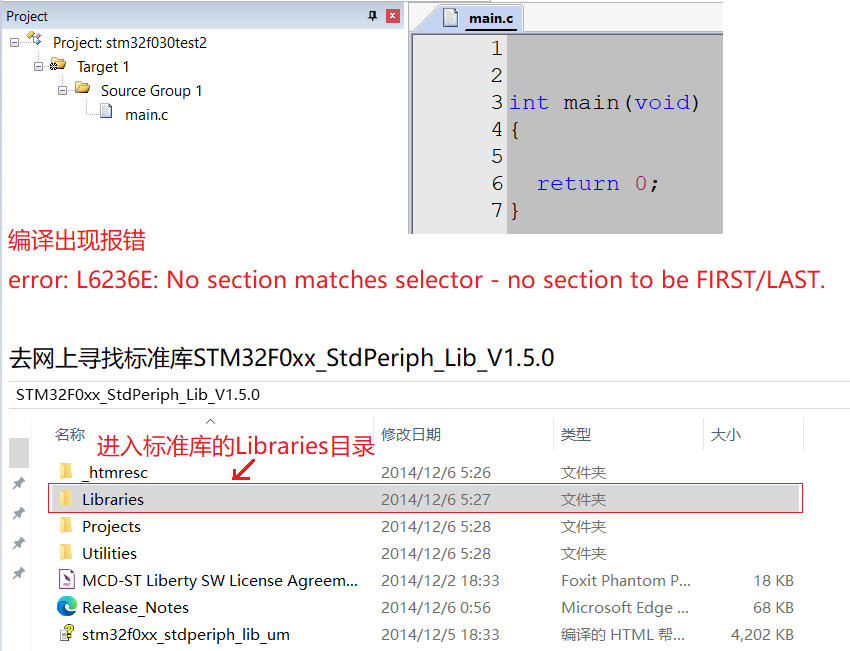 Project
Project: stm32f030test2
Target 1
Source Group 1
main.c
main.c
1
2
3 int main(void)
4 {
5
6 return 0;
7 }
编译出现报错
error: L6236E: No section matches selector - no section to be FIRST/LAST.
去网上寻找标准库STM32F0xx_StdPeriph_Lib_V1.5.0
STM32F0xx_StdPeriph_Lib_V1.5.0
名称 修改日期 类型 大小
进入标准库的Libraries目录
_htmresc 2014/12/6 5:26 文件夹
Libraries 2014/12/6 5:27 文件夹
Projects 2014/12/6 5:28 文件夹
Utilities 2014/12/6 5:28 文件夹
MCD-ST Liberty SW License Agreem... 2014/12/2 18:33 Foxit Phantom P... 18 KB
Release_Notes 2014/12/6 0:56 Microsoft Edge ... 68 KB
stm32f0xx_stdperiph_lib_um 2014/12/5 18:33 编译的 HTML 帮... 4,202 KB